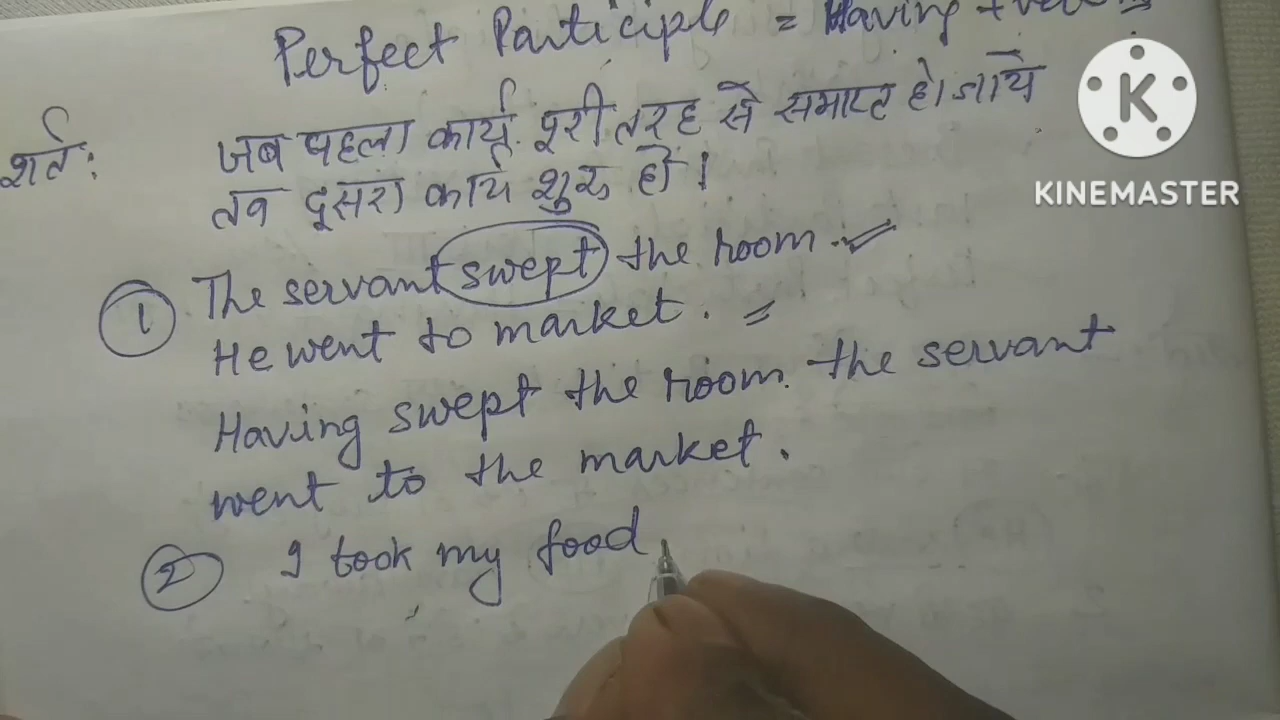 Perfect Participle = Having +
शर्त: जब पहला कार्य पूरी तरह से समाप्त हो जाये
तब दूसरा कार्य शुरू हो।
K
KINEMASTER
1 The servant swept the room.
He went to market.
Having swept the room. the servant
went to the market.
2 I took my food